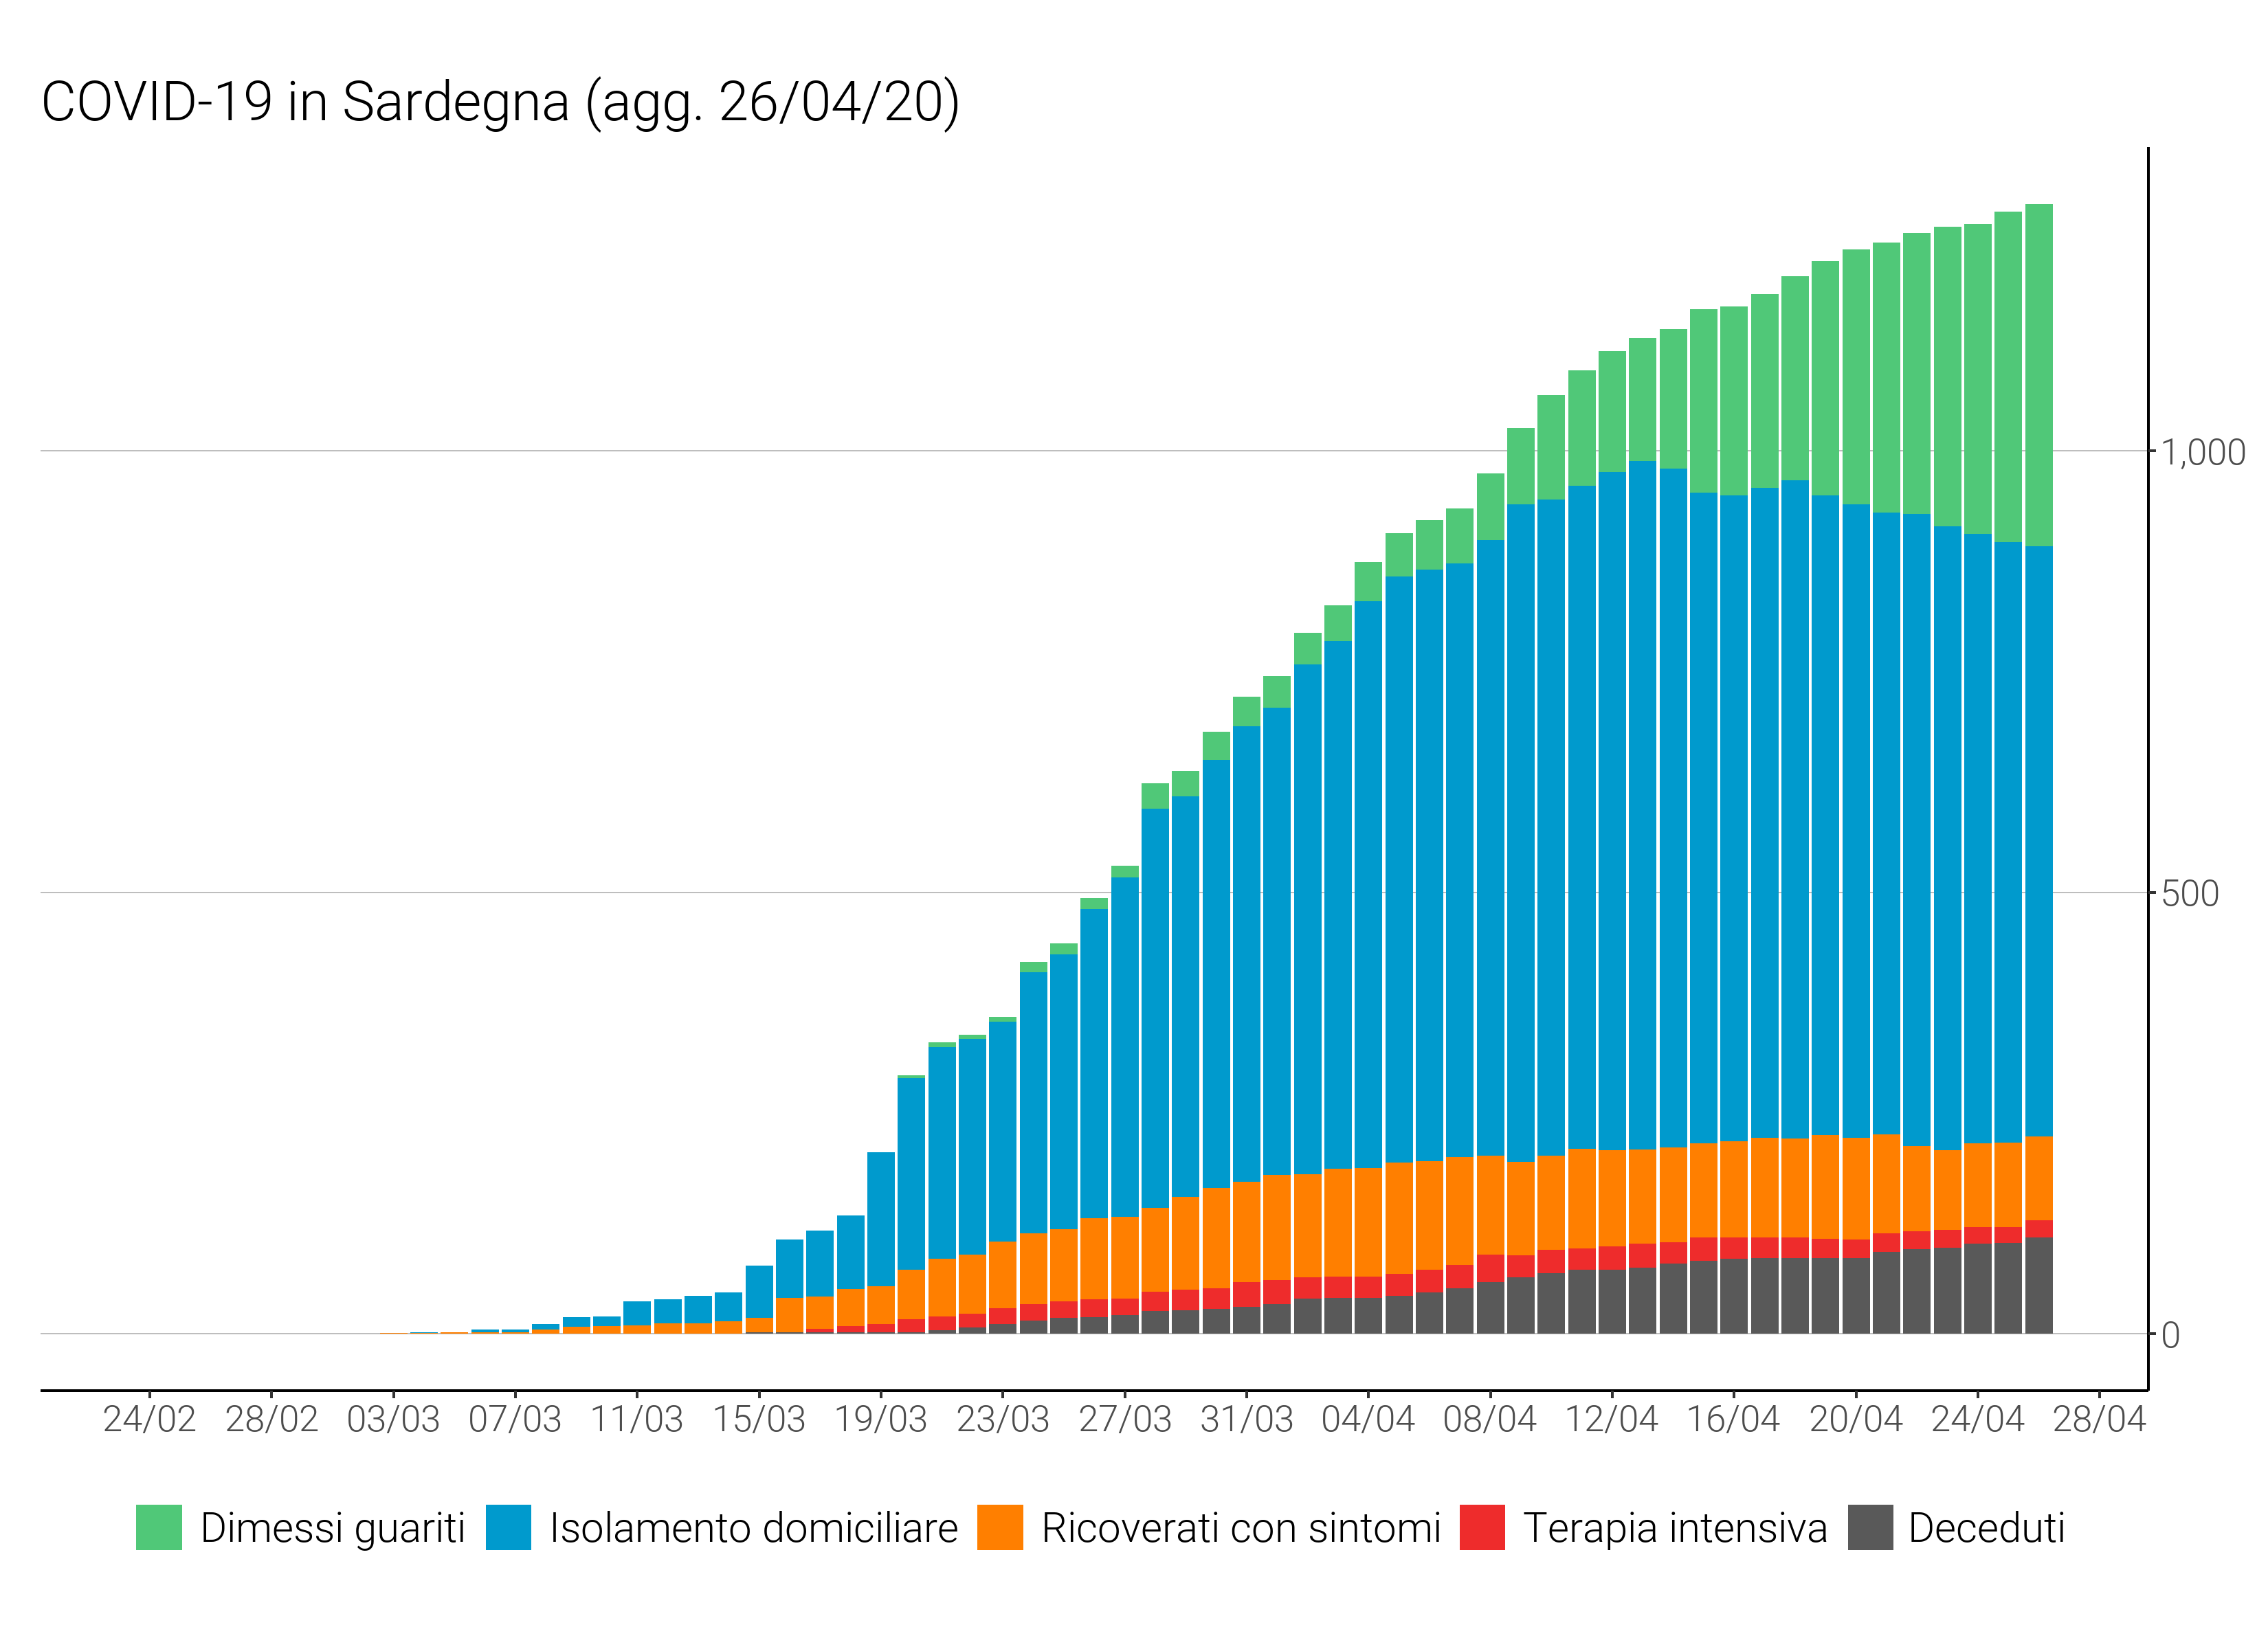 COVID-19 in Sardegna (agg. 26/04/20)
1,000
500
0
24/02 28/02 03/03 07/03 11/03 15/03 19/03 23/03 27/03 31/03 04/04 08/04 12/04 16/04 20/04 24/04 28/04
Dimessi guariti Isolamento domiciliare Ricoverati con sintomi Terapia intensiva Deceduti